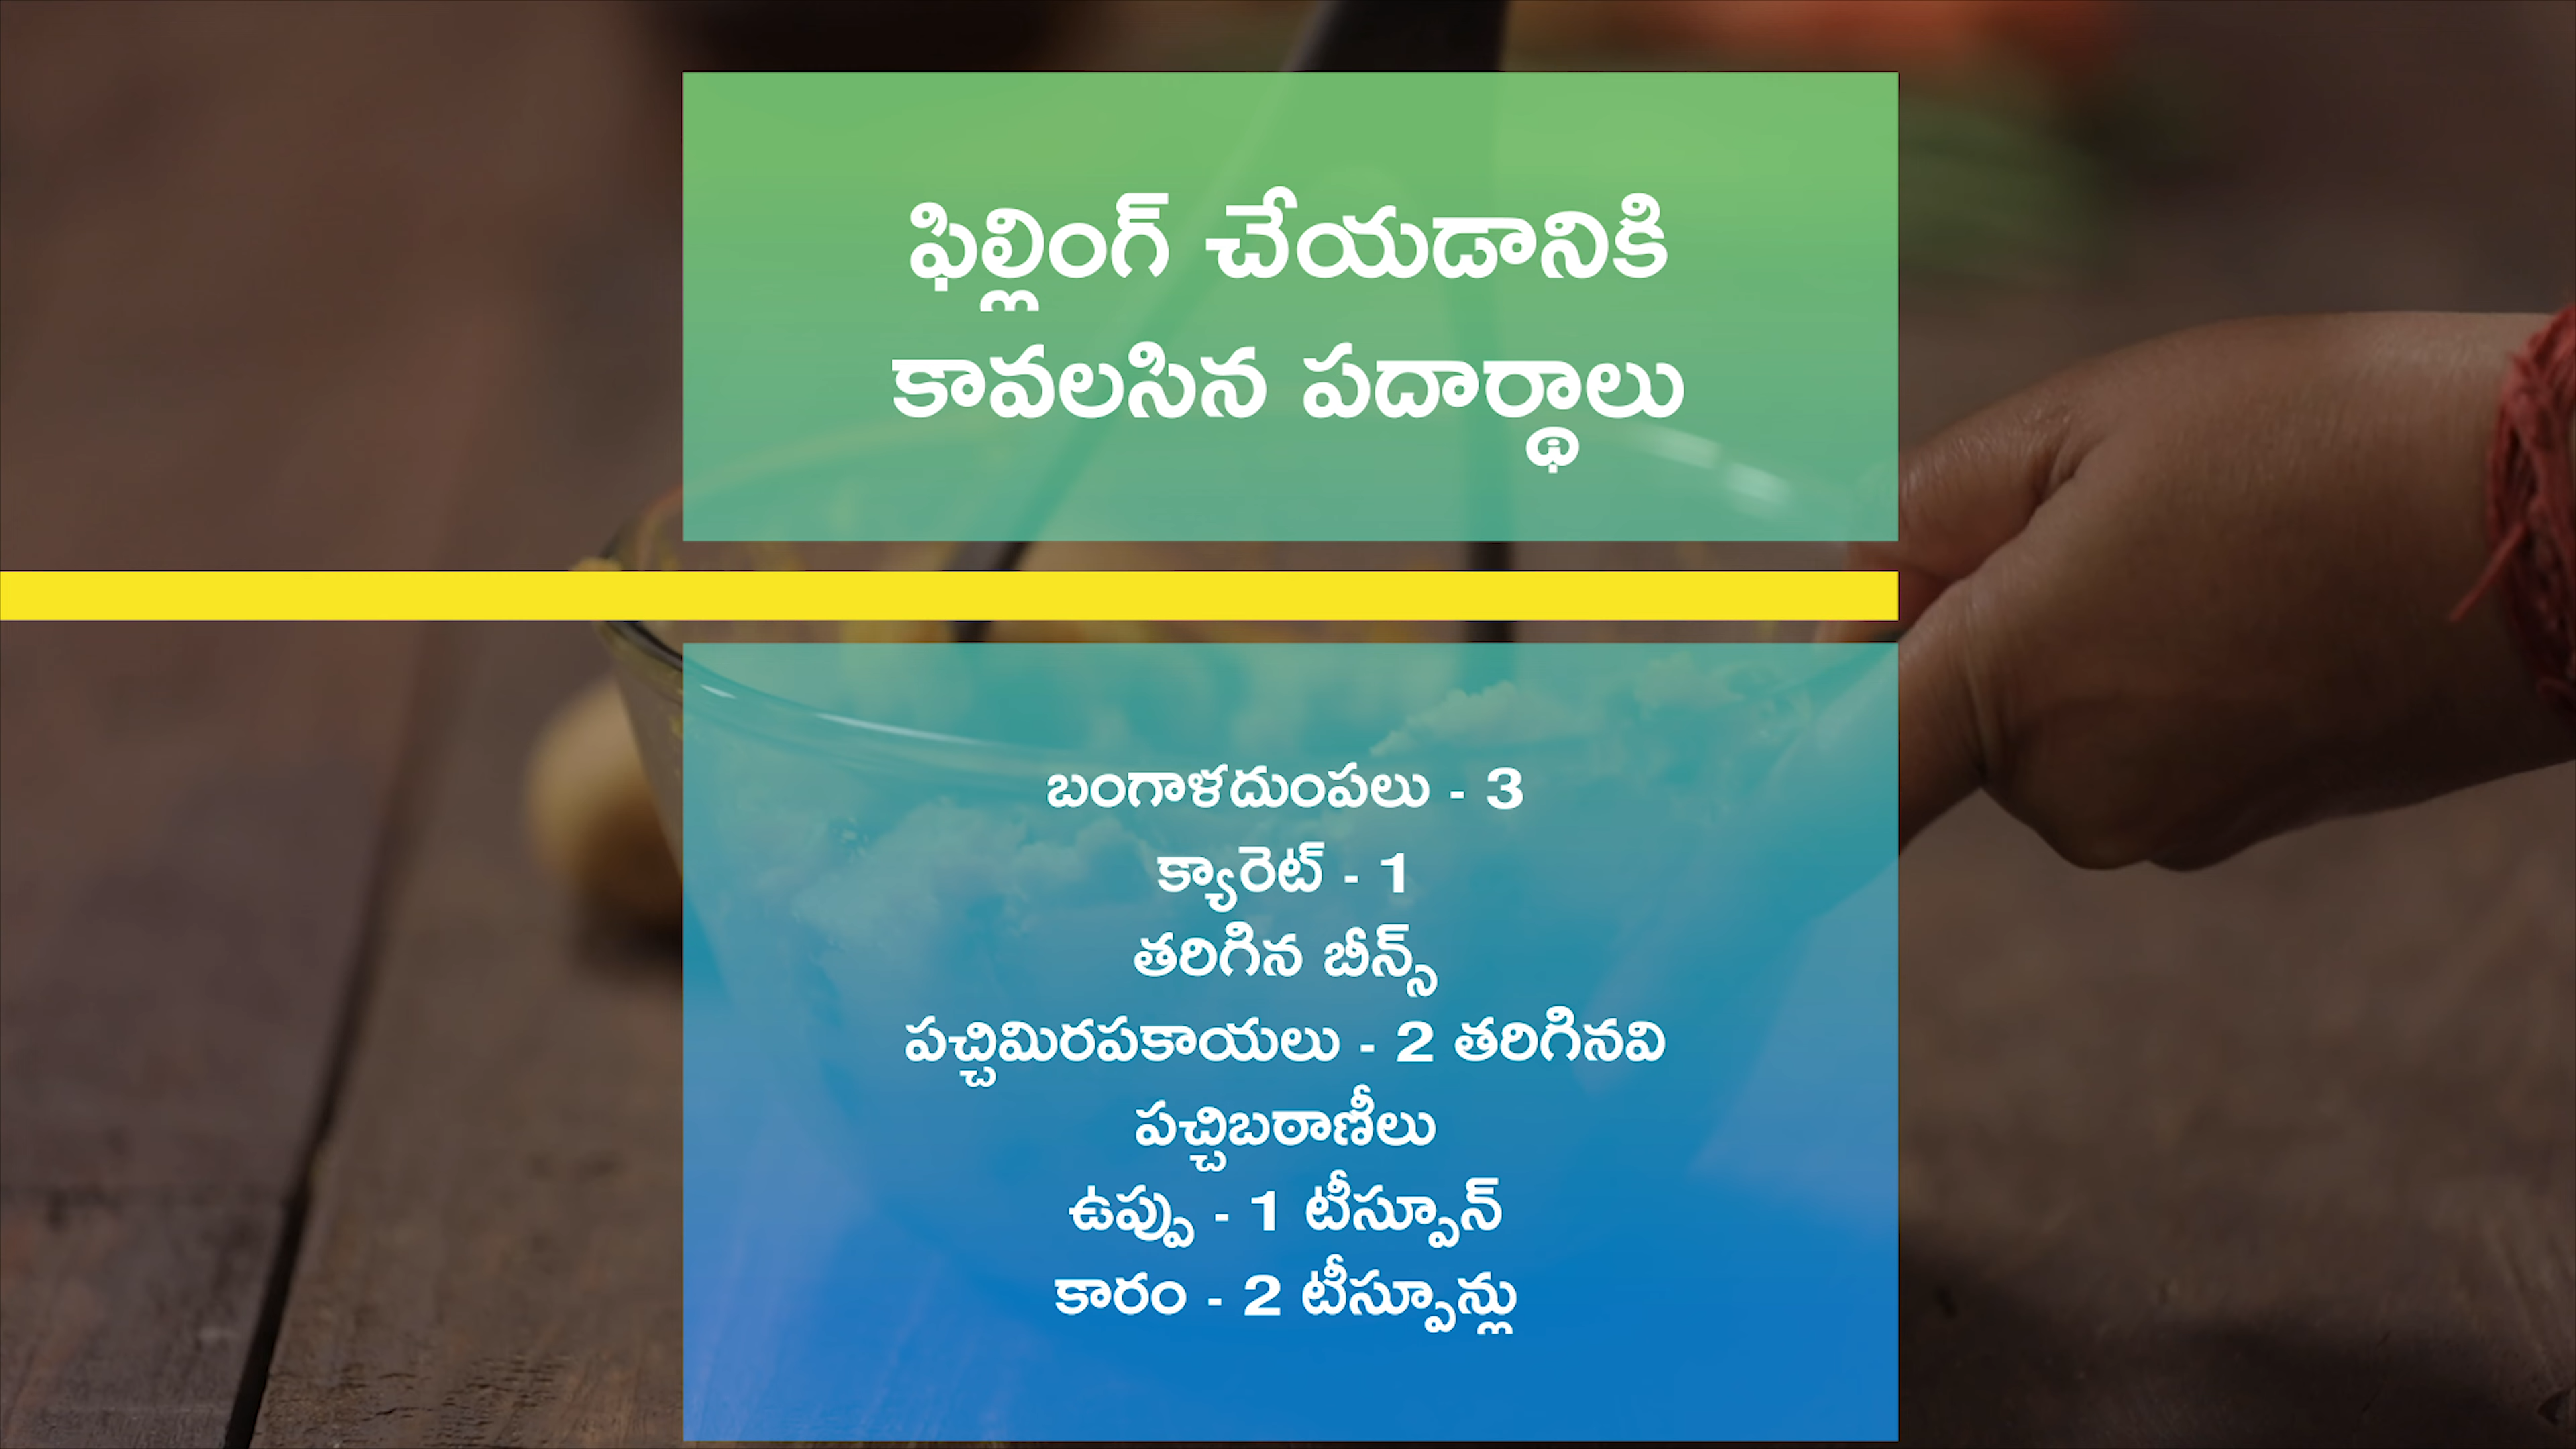 ఫిల్లింగ్ చేయడానికి
కావలసిన పదార్థాలు
బంగాళదుంపలు - 3
క్యారెట్ - 1
తరిగిన బీన్స్
పచ్చిమిరపకాయలు - 2 తరిగినవి
పచ్చిబఠాణీలు
ఉప్పు - 1 టీస్పూన్
కారం - 2 టీస్పూన్లు